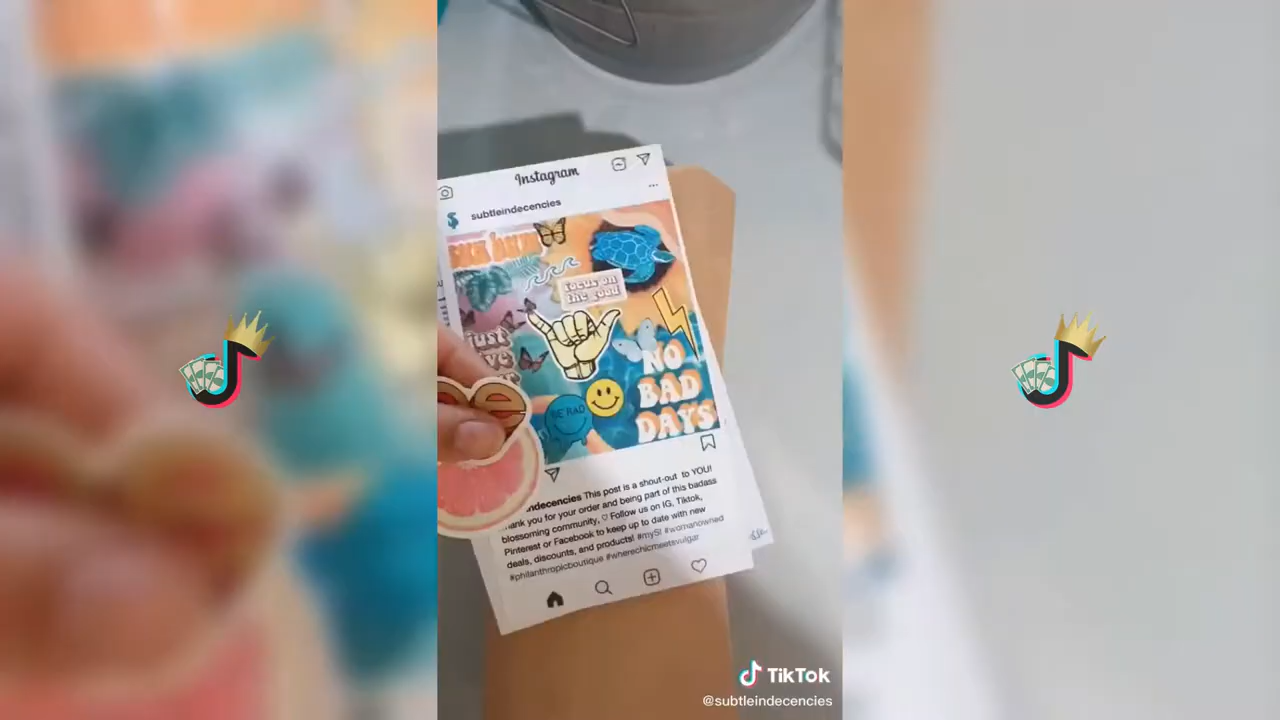 Instagram
subtleindecencies
focus on
the good
just
NO
BAD
DAYS
BE RAD
indecencies This post is a shout-out to YOU!
hank you for your order and being part of this badass
blossoming community, ♡ Follow us on IG, Tiktok,
Pinterest or Facebook to keep up to date with new
deals, discounts, and products! #mySI #womanowned
#philanthropicboutique #wherechicmeetsvulgar
TikTok
@subtleindecencies